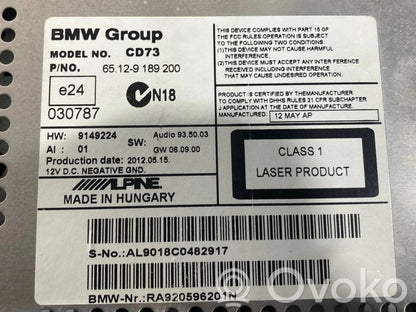 BMW Group
MODEL NO. CD73
P/NO. 65.12-9 189 200
e24
030787
N18
HW: 9149224
AI : 01
SW: Audio 93.50.03
GW 06.09.00
Production date: 2012.05.15.
12V D.C. NEGATIVE GND.
ALPINE
MADE IN HUNGARY
THIS DEVICE COMPLIES WITH PART 15 OF
THE FCC RULES. OPERATION IS SUBJECT TO THE
FOLLOWING TWO CONDITIONS:
(1) THIS DEVICE MAY NOT CAUSE HARMFUL
INTERFERENCE.
(2) THIS DEVICE MUST ACCEPT ANY INTERFERENCE
RECEIVED, INCLUDING INTERFERENCE THAT
MAY CAUSE UNDESIRED OPERATION.
PRODUCT IS CERTIFIED BY MANUFACTURER TO
COMPLY WITH DHHS RULES 21 CFR SUBCHAPTER
J APPLICABLE AT DATE OF MANUFACTURE.
MANUFACTURED: 12 MAY AP
CLASS 1
LASER PRODUCT
S-No.:AL9018C0482917
BMW-Nr.:RA920596201N
Ovoko